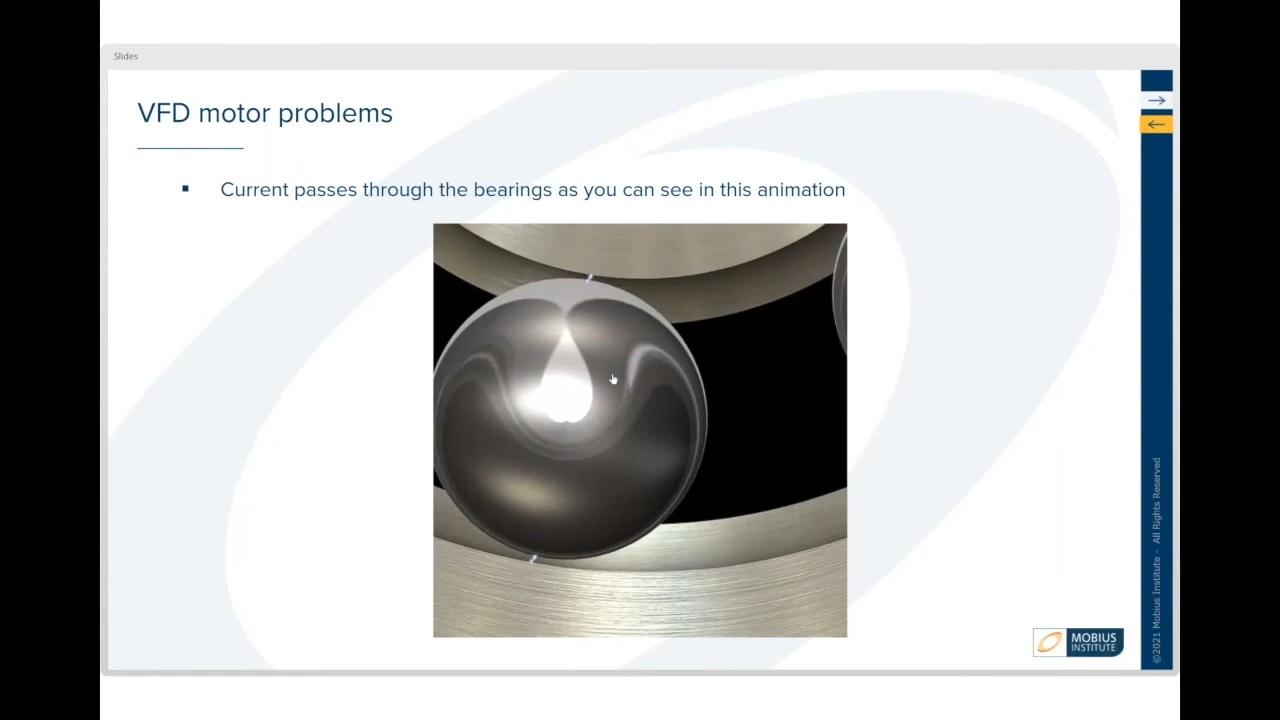 Slides
VFD motor problems
Current passes through the bearings as you can see in this animation
MOBIUS
INSTITUTE
©2021 Mobius Institute - All Rights Reserved